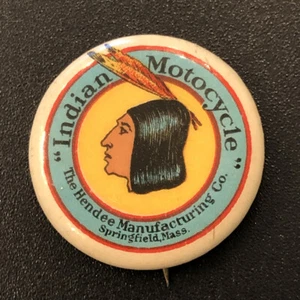 "Indian Motocycle"
The Hendee Manufacturing Co.
Springfield, Mass.